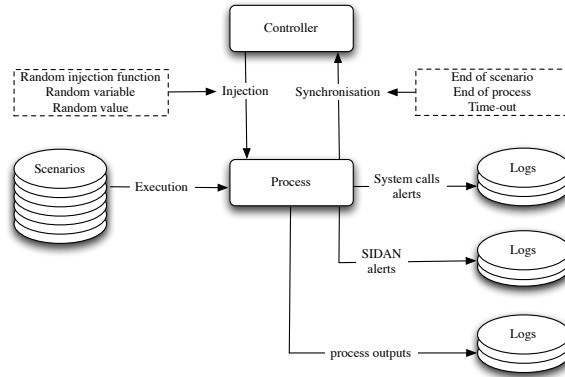 Controller
Random injection function
Random variable
Random value
Injection
Synchronisation
End of scenario
End of process
Time-out
Scenarios
Execution
Process
System calls
alerts
Logs
SIDAN
alerts
Logs
process outputs
Logs